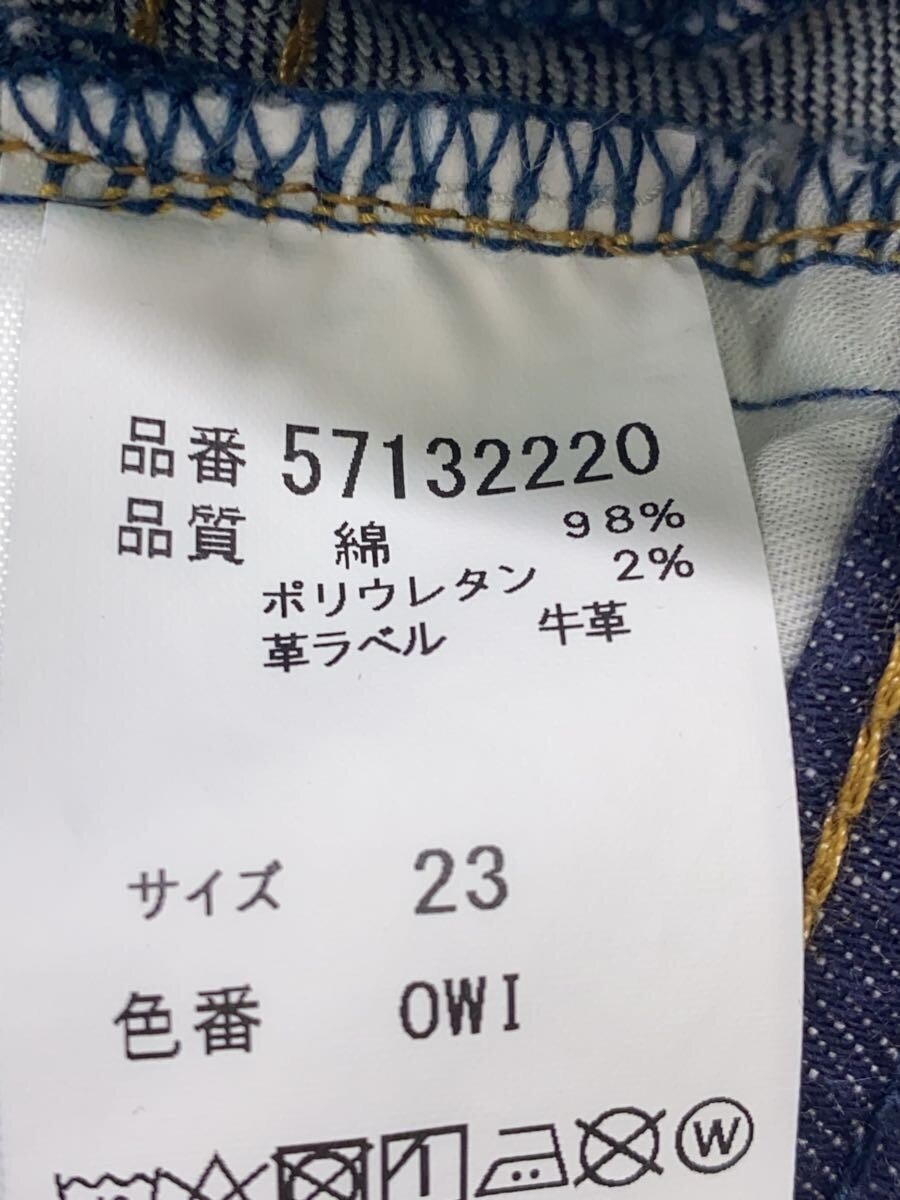 品番 57132220
品質 綿 98%
ポリウレタン 2%
革ラベル 牛革
サイズ 23
色番 OWI
W